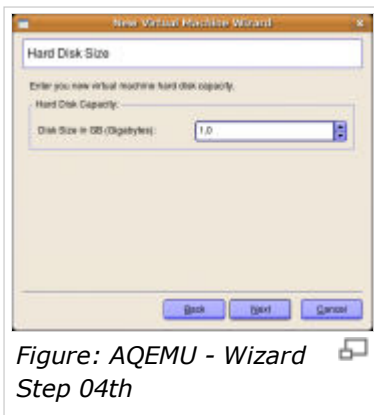 New Virtual Machine Wizard
Hard Disk Size
Enter you new virtual machine hard disk capacity.
Hard Disk Capacity:
Disk Size in GB (Gigabytes): 1,0
Back Next Cancel
Figure: AQEMU - Wizard
Step 04th